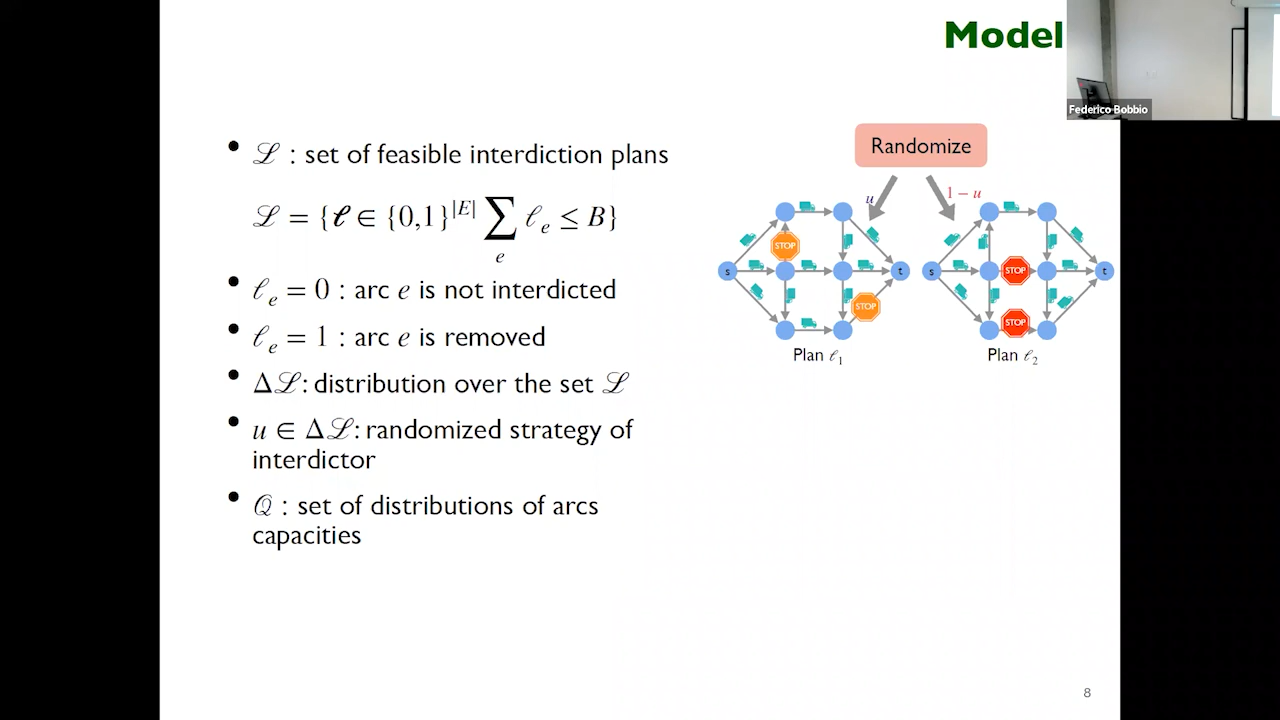 Model
Federico Bobbio
• ℒ : set of feasible interdiction plans
ℒ = {ℓ ∈ {0,1}^|E| ∑_e ℓ_e ≤ B}
• ℓ_e = 0 : arc e is not interdicted
• ℓ_e = 1 : arc e is removed
• Δℒ: distribution over the set ℒ
• u ∈ Δℒ: randomized strategy of
interdictor
• 𝒬 : set of distributions of arcs
capacities
Randomize
u
1 − u
STOP
s
t
STOP
Plan ℓ_1
s
STOP
t
STOP
Plan ℓ_2
8